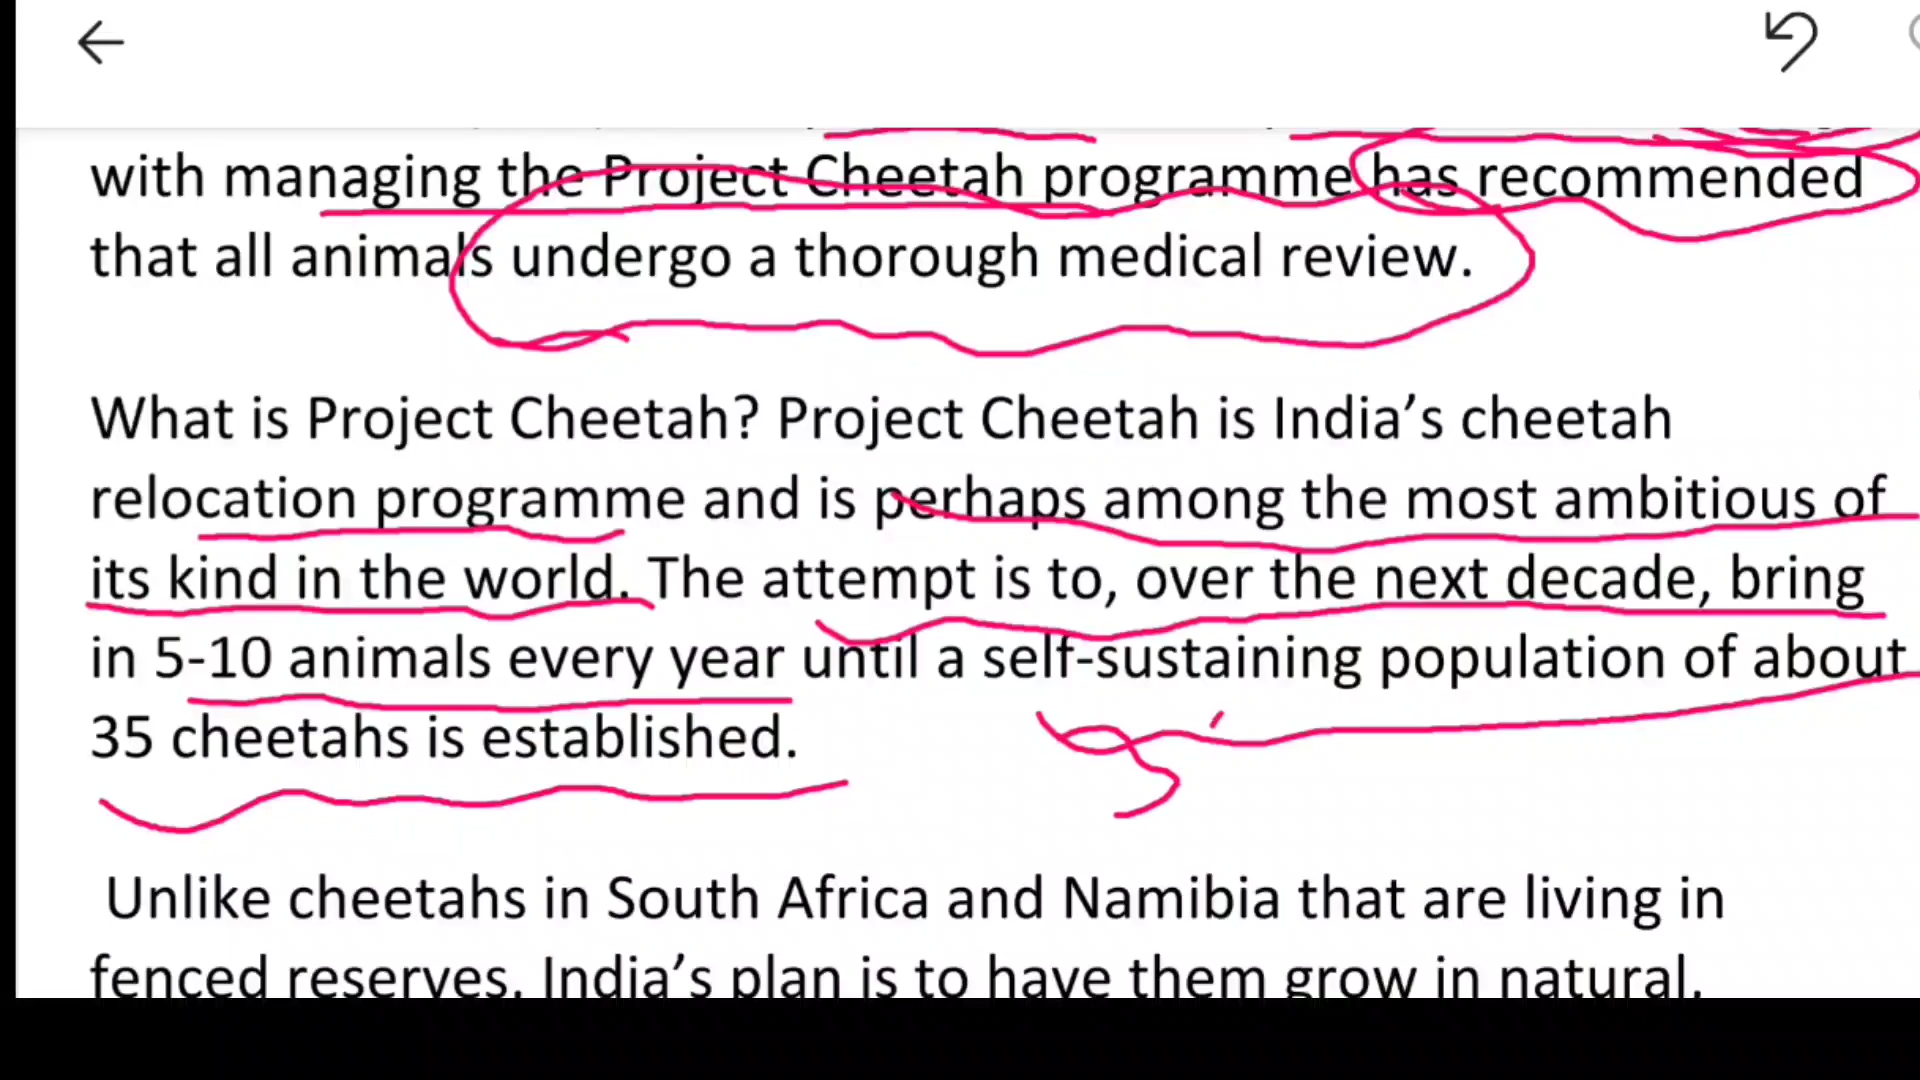 with managing the Project Cheetah programme has recommended
that all animals undergo a thorough medical review.
What is Project Cheetah? Project Cheetah is India’s cheetah
relocation programme and is perhaps among the most ambitious of
its kind in the world. The attempt is to, over the next decade, bring
in 5-10 animals every year until a self-sustaining population of about
35 cheetahs is established.
Unlike cheetahs in South Africa and Namibia that are living in
fenced reserves, India’s plan is to have them grow in natural,